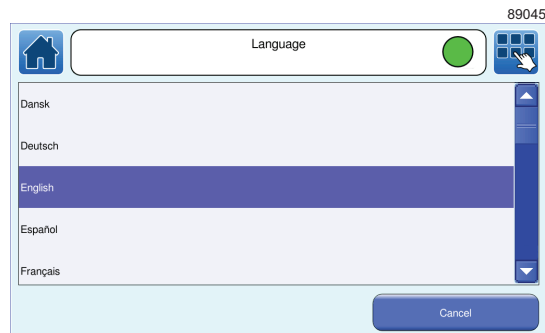 89045
Language
Dansk
Deutsch
English
Español
Français
Cancel